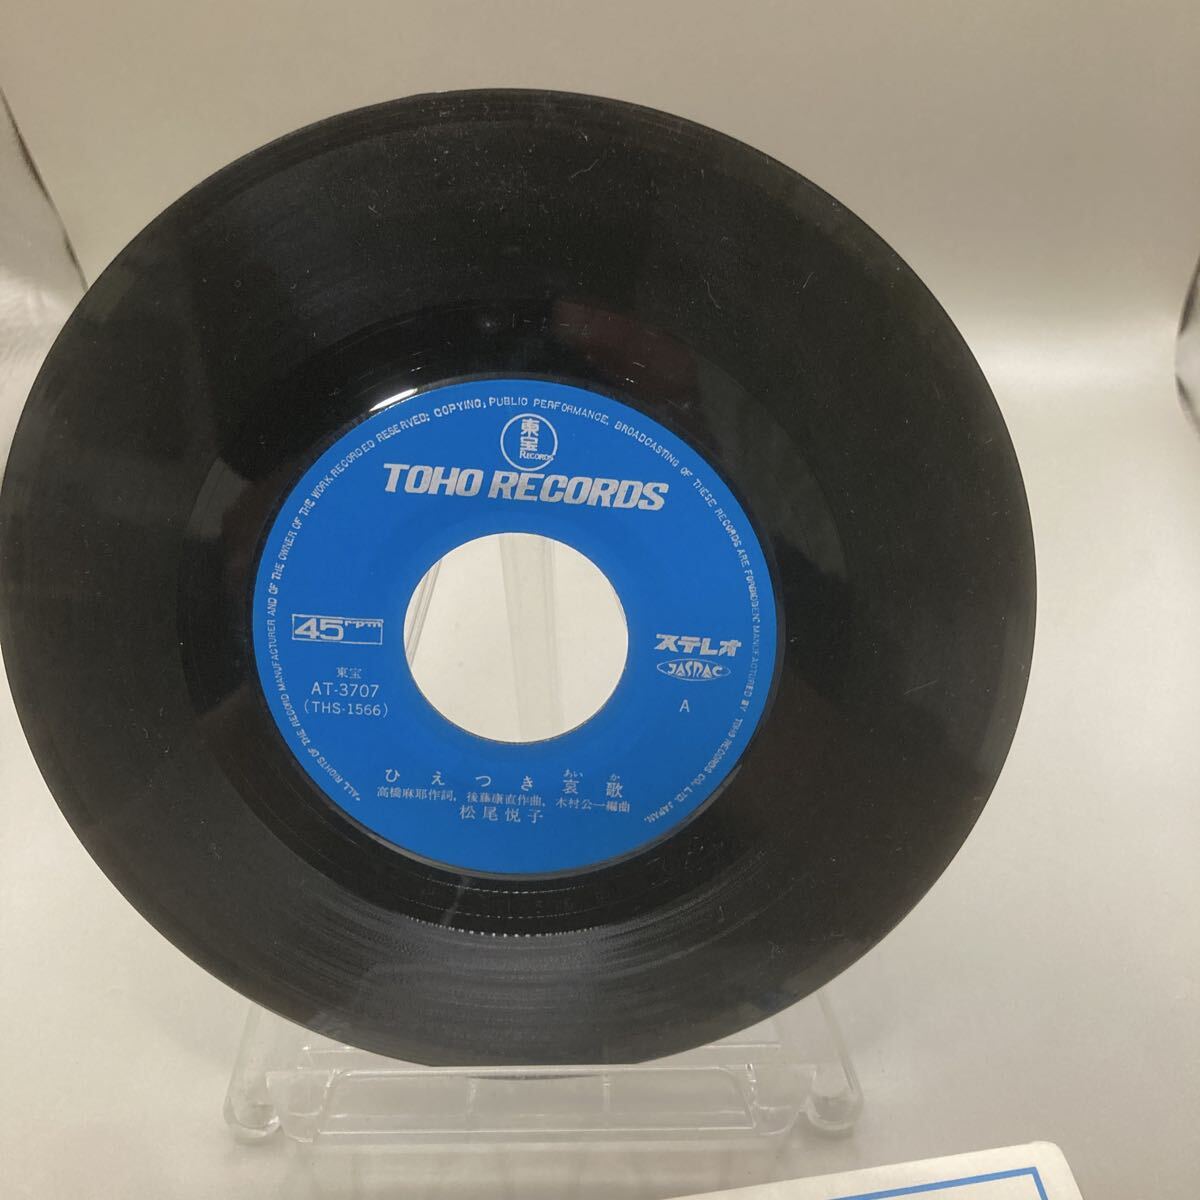 *ALL RIGHTS OF THE RECORD MANUFACTURER AND OF THE OWNER OF THE WORK RECORDED RESERVED; COPYING, PUBLIC PERFORMANCE, BROADCASTING OF THESE RECORDS ARE FORBIDDEN: MANUFACTURED BY TOHO RECORDS CO., LTD. JAPAN.
東宝
RECORDS
TOHO RECORDS
45 rpm
ステレオ
JASRAC
東宝
AT-3707
(THS-1566)
A
ひえつき哀歌
あいか
高橋麻耶作詞, 後藤康直作曲, 木村公一編曲
松尾悦子